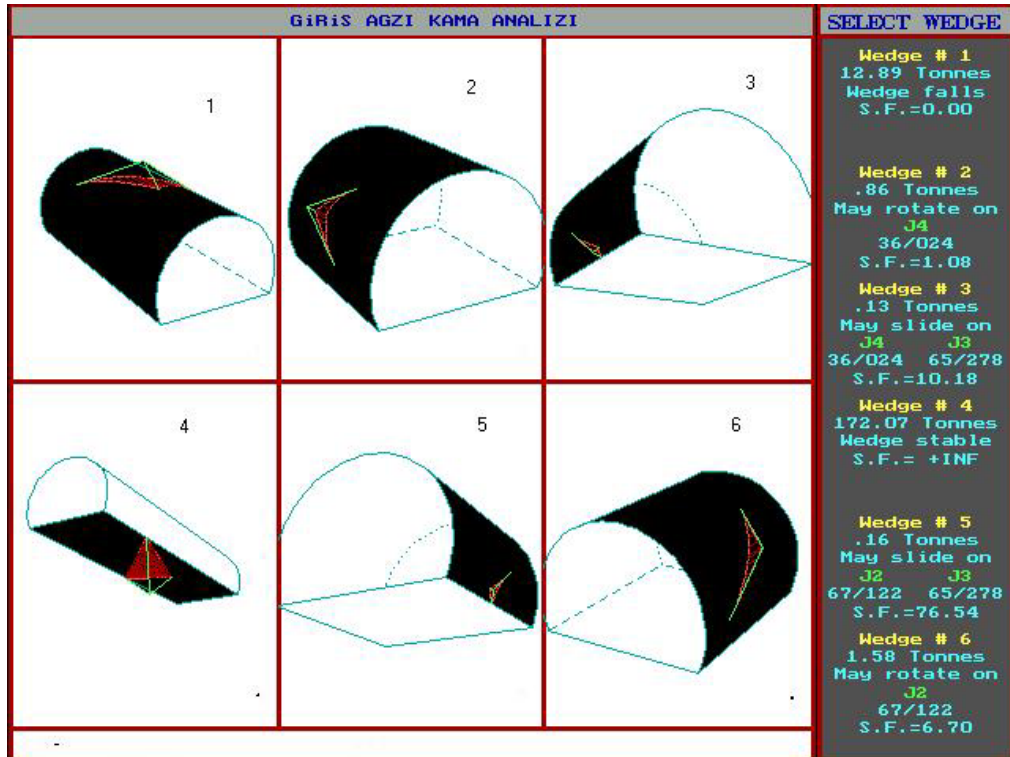 GiRiS AGZI KAMA ANALIZI
SELECT WEDGE
1
2
3
4
5
6
Wedge # 1
12.89 Tonnes
Wedge falls
S.F.=0.00
Wedge # 2
.86 Tonnes
May rotate on
J4
36/024
S.F.=1.08
Wedge # 3
.13 Tonnes
May slide on
J4 J3
36/024 65/278
S.F.=10.18
Wedge # 4
172.07 Tonnes
Wedge stable
S.F.= +INF
Wedge # 5
.16 Tonnes
May slide on
J2 J3
67/122 65/278
S.F.=76.54
Wedge # 6
1.58 Tonnes
May rotate on
J2
67/122
S.F.=6.70